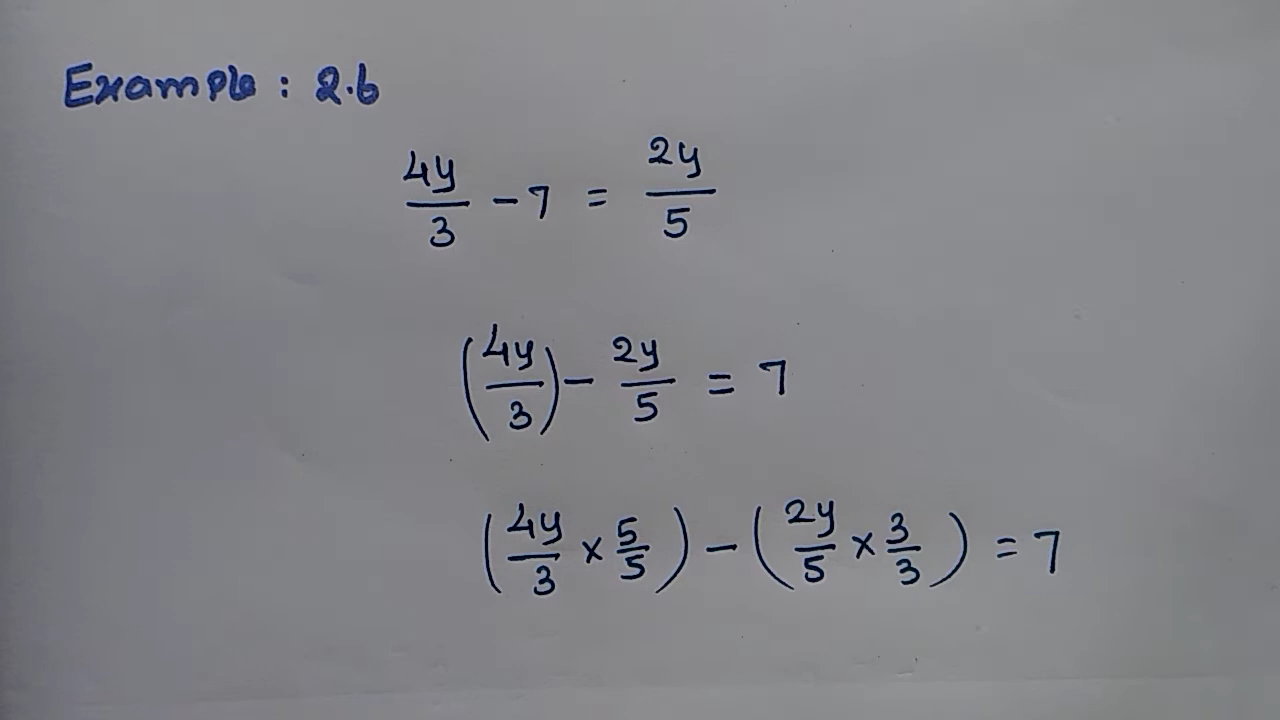 Example: 2.6
4y/3 - 7 = 2y/5
(4y/3) - 2y/5 = 7
(4y/3 × 5/5) - (2y/5 × 3/3) = 7